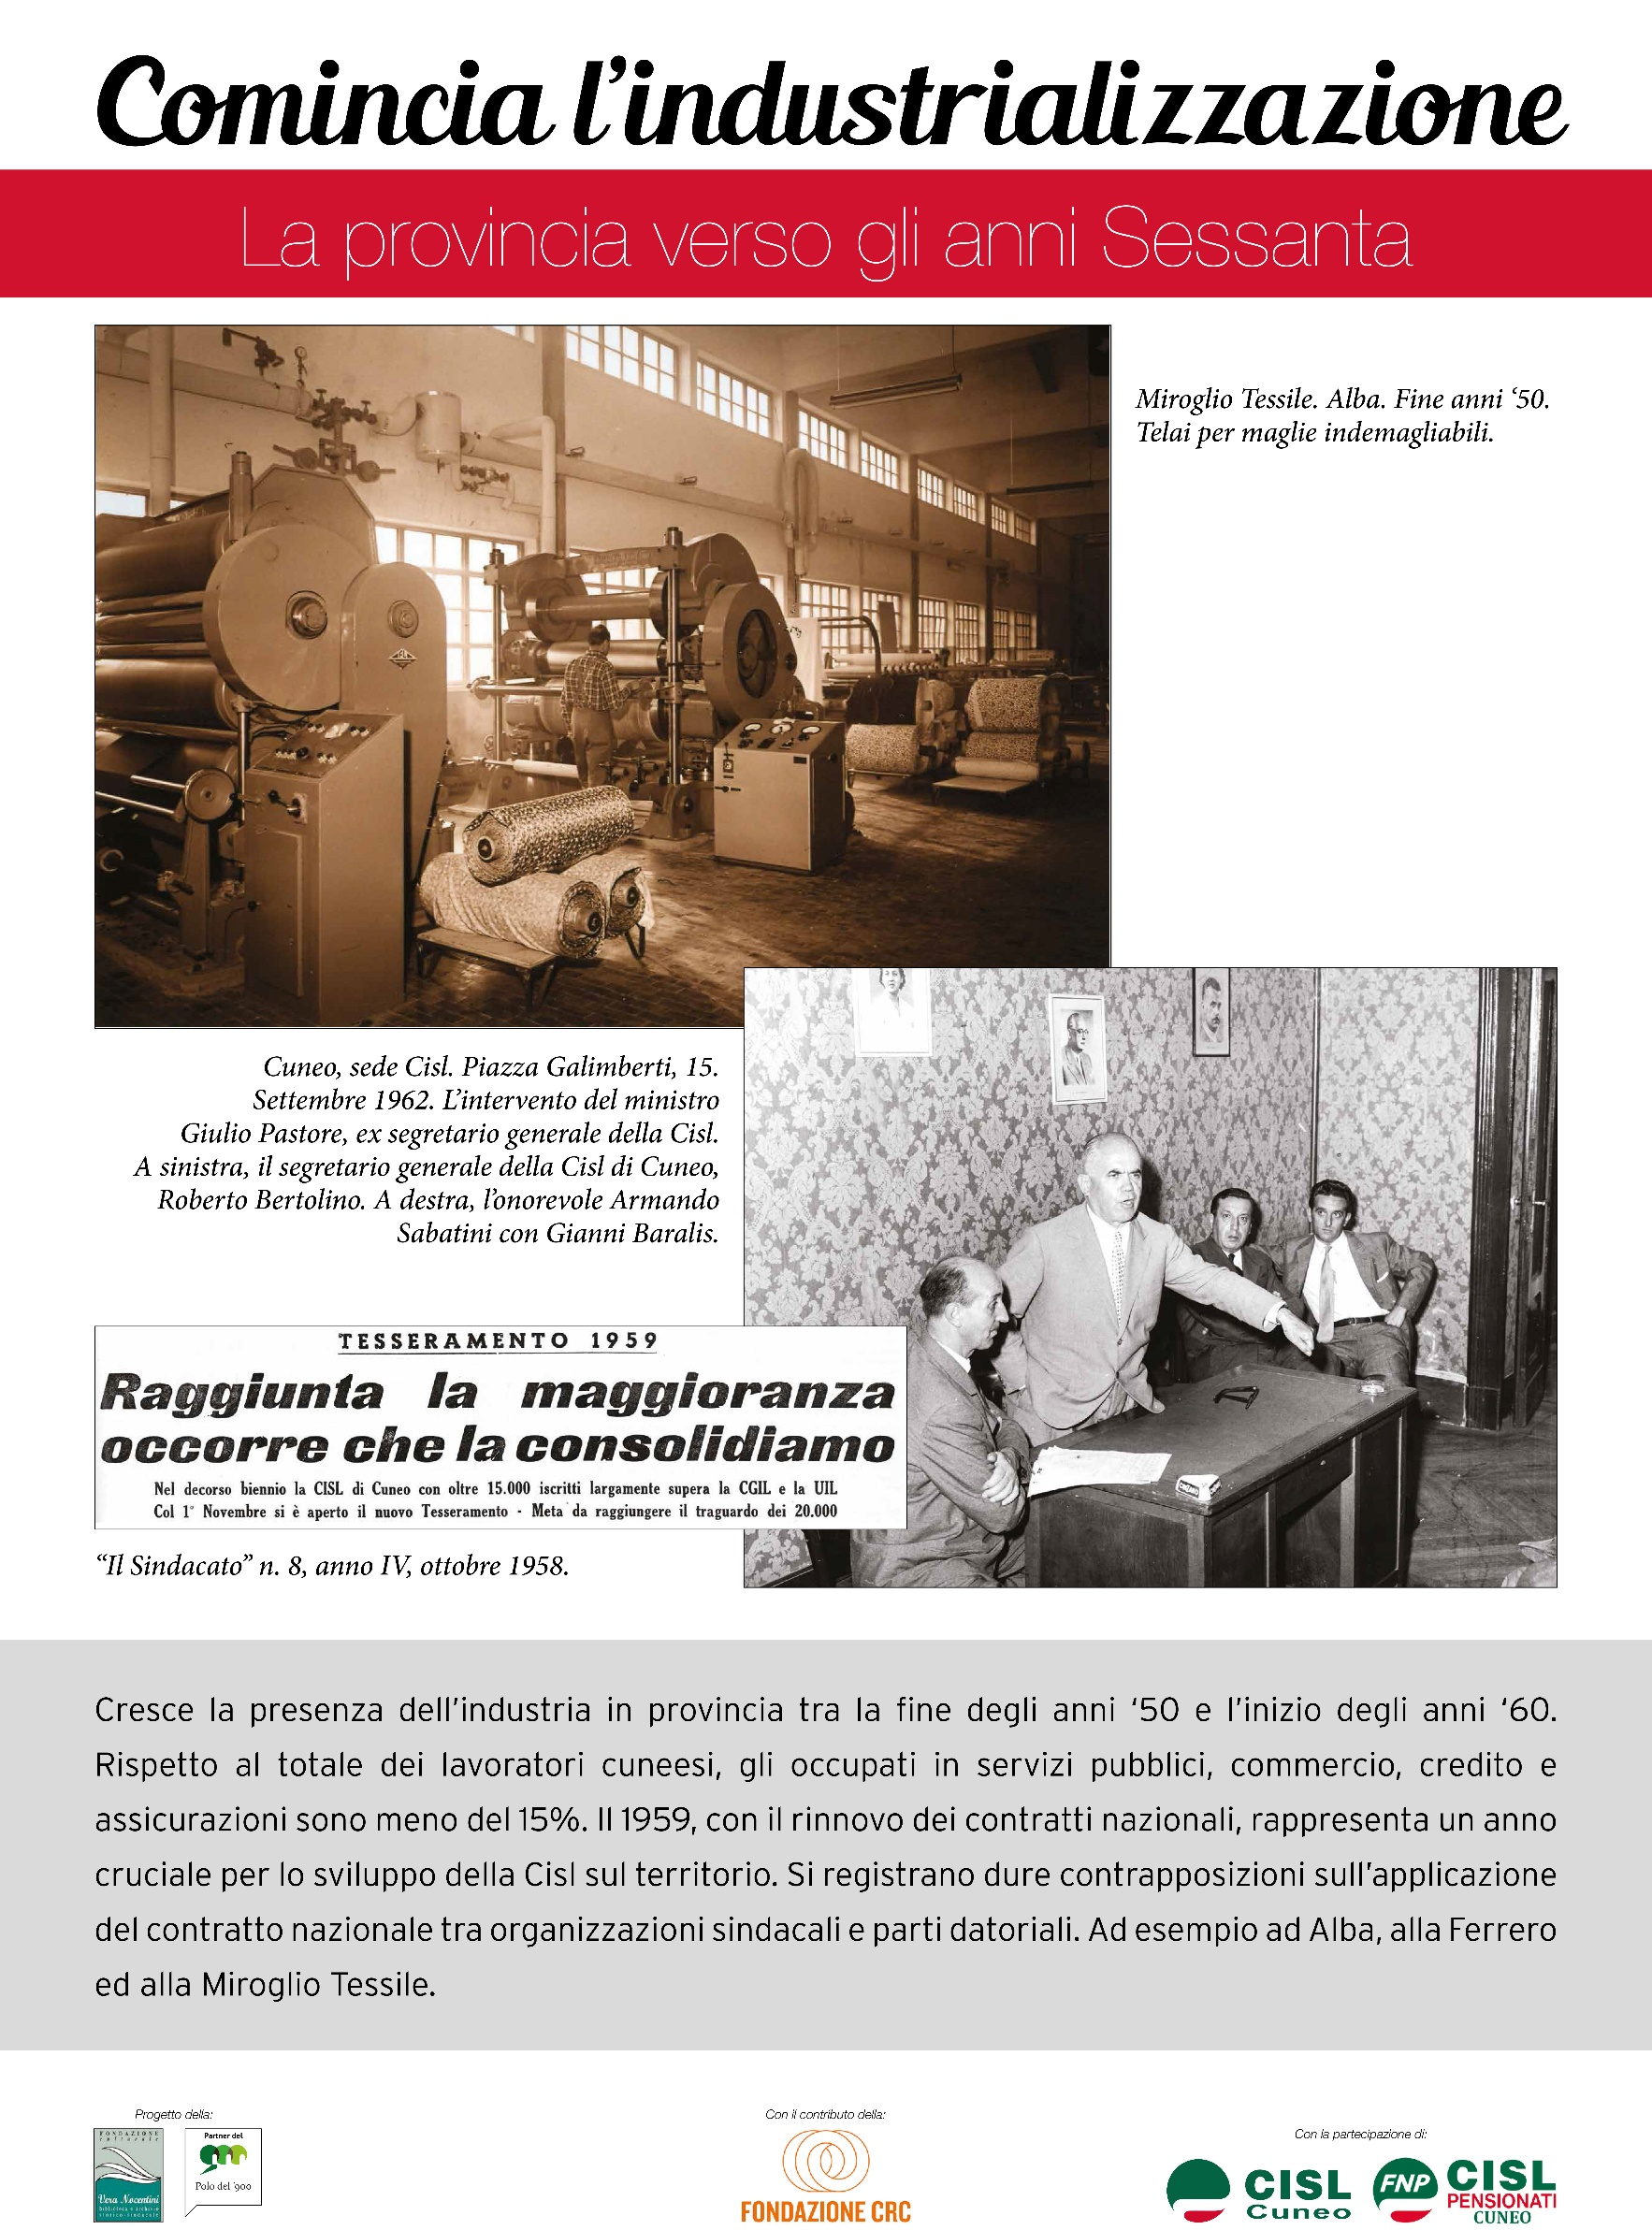 Comincia l'industrializzazione
La provincia verso gli anni Sessanta
Miroglio Tessile. Alba. Fine anni ‘50.
Telai per maglie indemagliabili.
Cuneo, sede Cisl. Piazza Galimberti, 15.
Settembre 1962. L'intervento del ministro
Giulio Pastore, ex segretario generale della Cisl.
A sinistra, il segretario generale della Cisl di Cuneo,
Roberto Bertolino. A destra, l'onorevole Armando
Sabatini con Gianni Baralis.
TESSERAMENTO 1959
Raggiunta la maggioranza
occorre che la consolidiamo
Nel decorso biennio la CISL di Cuneo con oltre 15.000 iscritti largamente supera la CGIL e la UIL
Col 1° Novembre si è aperto il nuovo Tesseramento - Meta da raggiungere il traguardo dei 20.000
“Il Sindacato” n. 8, anno IV, ottobre 1958.
Cresce la presenza dell'industria in provincia tra la fine degli anni ‘50 e l'inizio degli anni ‘60.
Rispetto al totale dei lavoratori cuneesi, gli occupati in servizi pubblici, commercio, credito e
assicurazioni sono meno del 15%. Il 1959, con il rinnovo dei contratti nazionali, rappresenta un anno
cruciale per lo sviluppo della Cisl sul territorio. Si registrano dure contrapposizioni sull'applicazione
del contratto nazionale tra organizzazioni sindacali e parti datoriali. Ad esempio ad Alba, alla Ferrero
ed alla Miroglio Tessile.
Progetto della:
FONDAZIONE
culturale
Vera Nocentini
biblioteca e archivio
storico-sindacale
Partner del
Polo del '900
Con il contributo della:
FONDAZIONE CRC
Con la partecipazione di:
CISL
Cuneo
FNP
CISL
PENSIONATI
CUNEO